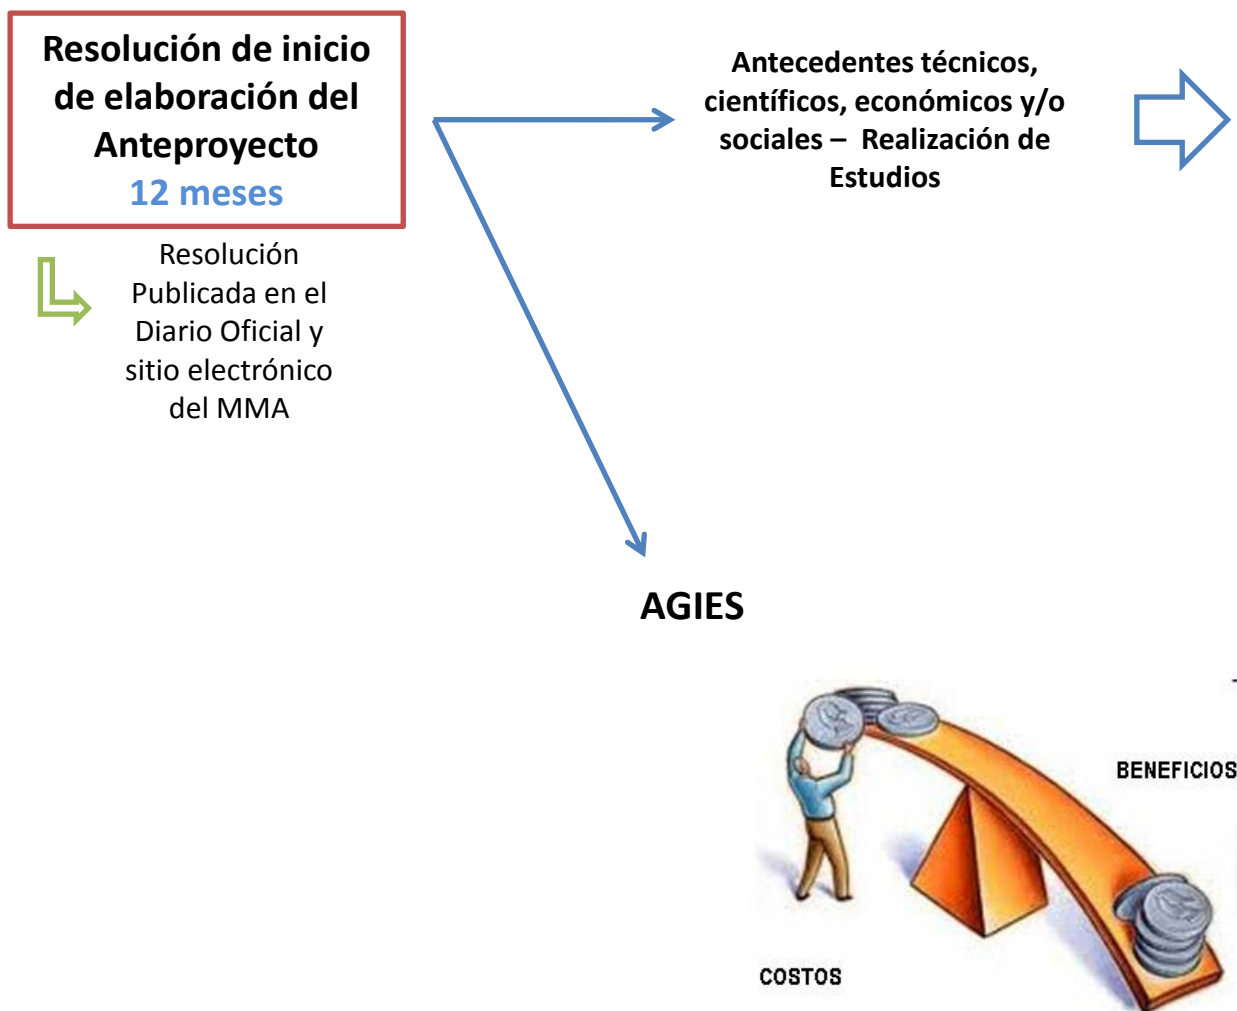 Resolución de inicio
de elaboración del
Anteproyecto
12 meses
Resolución
Publicada en el
Diario Oficial y
sitio electrónico
del MMA
Antecedentes técnicos,
científicos, económicos y/o
sociales – Realización de
Estudios
AGIES
BENEFICIOS
COSTOS